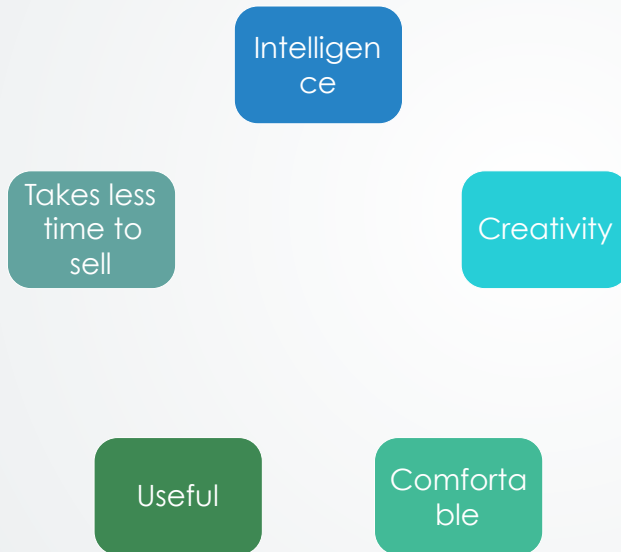 Intelligen
ce
Takes less
time to
sell
Creativity
Useful
Comforta
ble